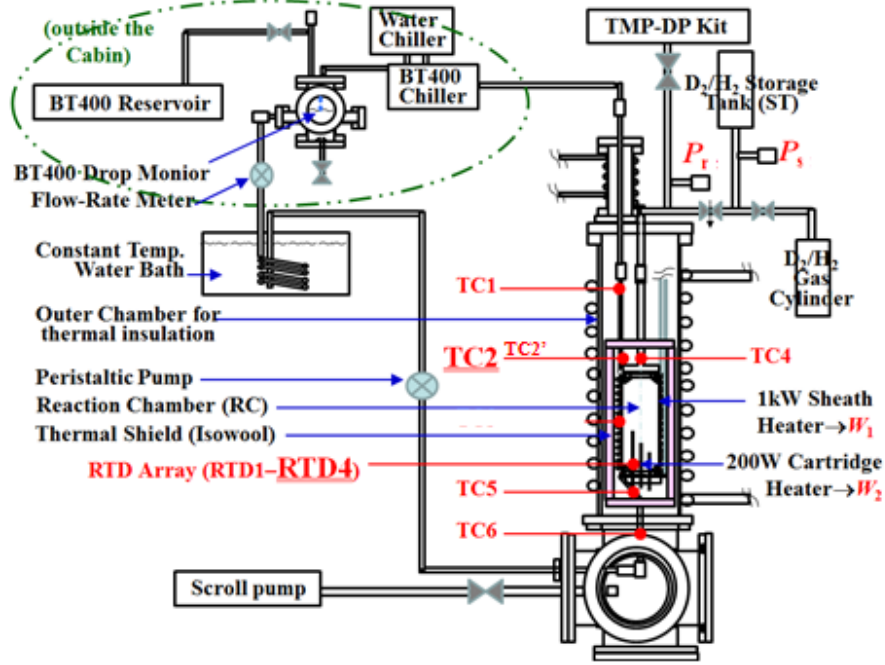 (outside the
Cabin)
Water
Chiller
BT400
Chiller
BT400 Reservoir
TMP-DP Kit
D2/H2 Storage
Tank (ST)
Pr
Ps
BT400 Drop Monior
Flow-Rate Meter
Constant Temp.
Water Bath
D2/H2
Gas
Cylinder
TC1
Outer Chamber for
thermal insulation
TC2 TC2’
TC4
Peristaltic Pump
Reaction Chamber (RC)
Thermal Shield (Isowool)
1kW Sheath
Heater→W1
RTD Array (RTD1–RTD4)
200W Cartridge
Heater→W2
TC5
TC6
Scroll pump